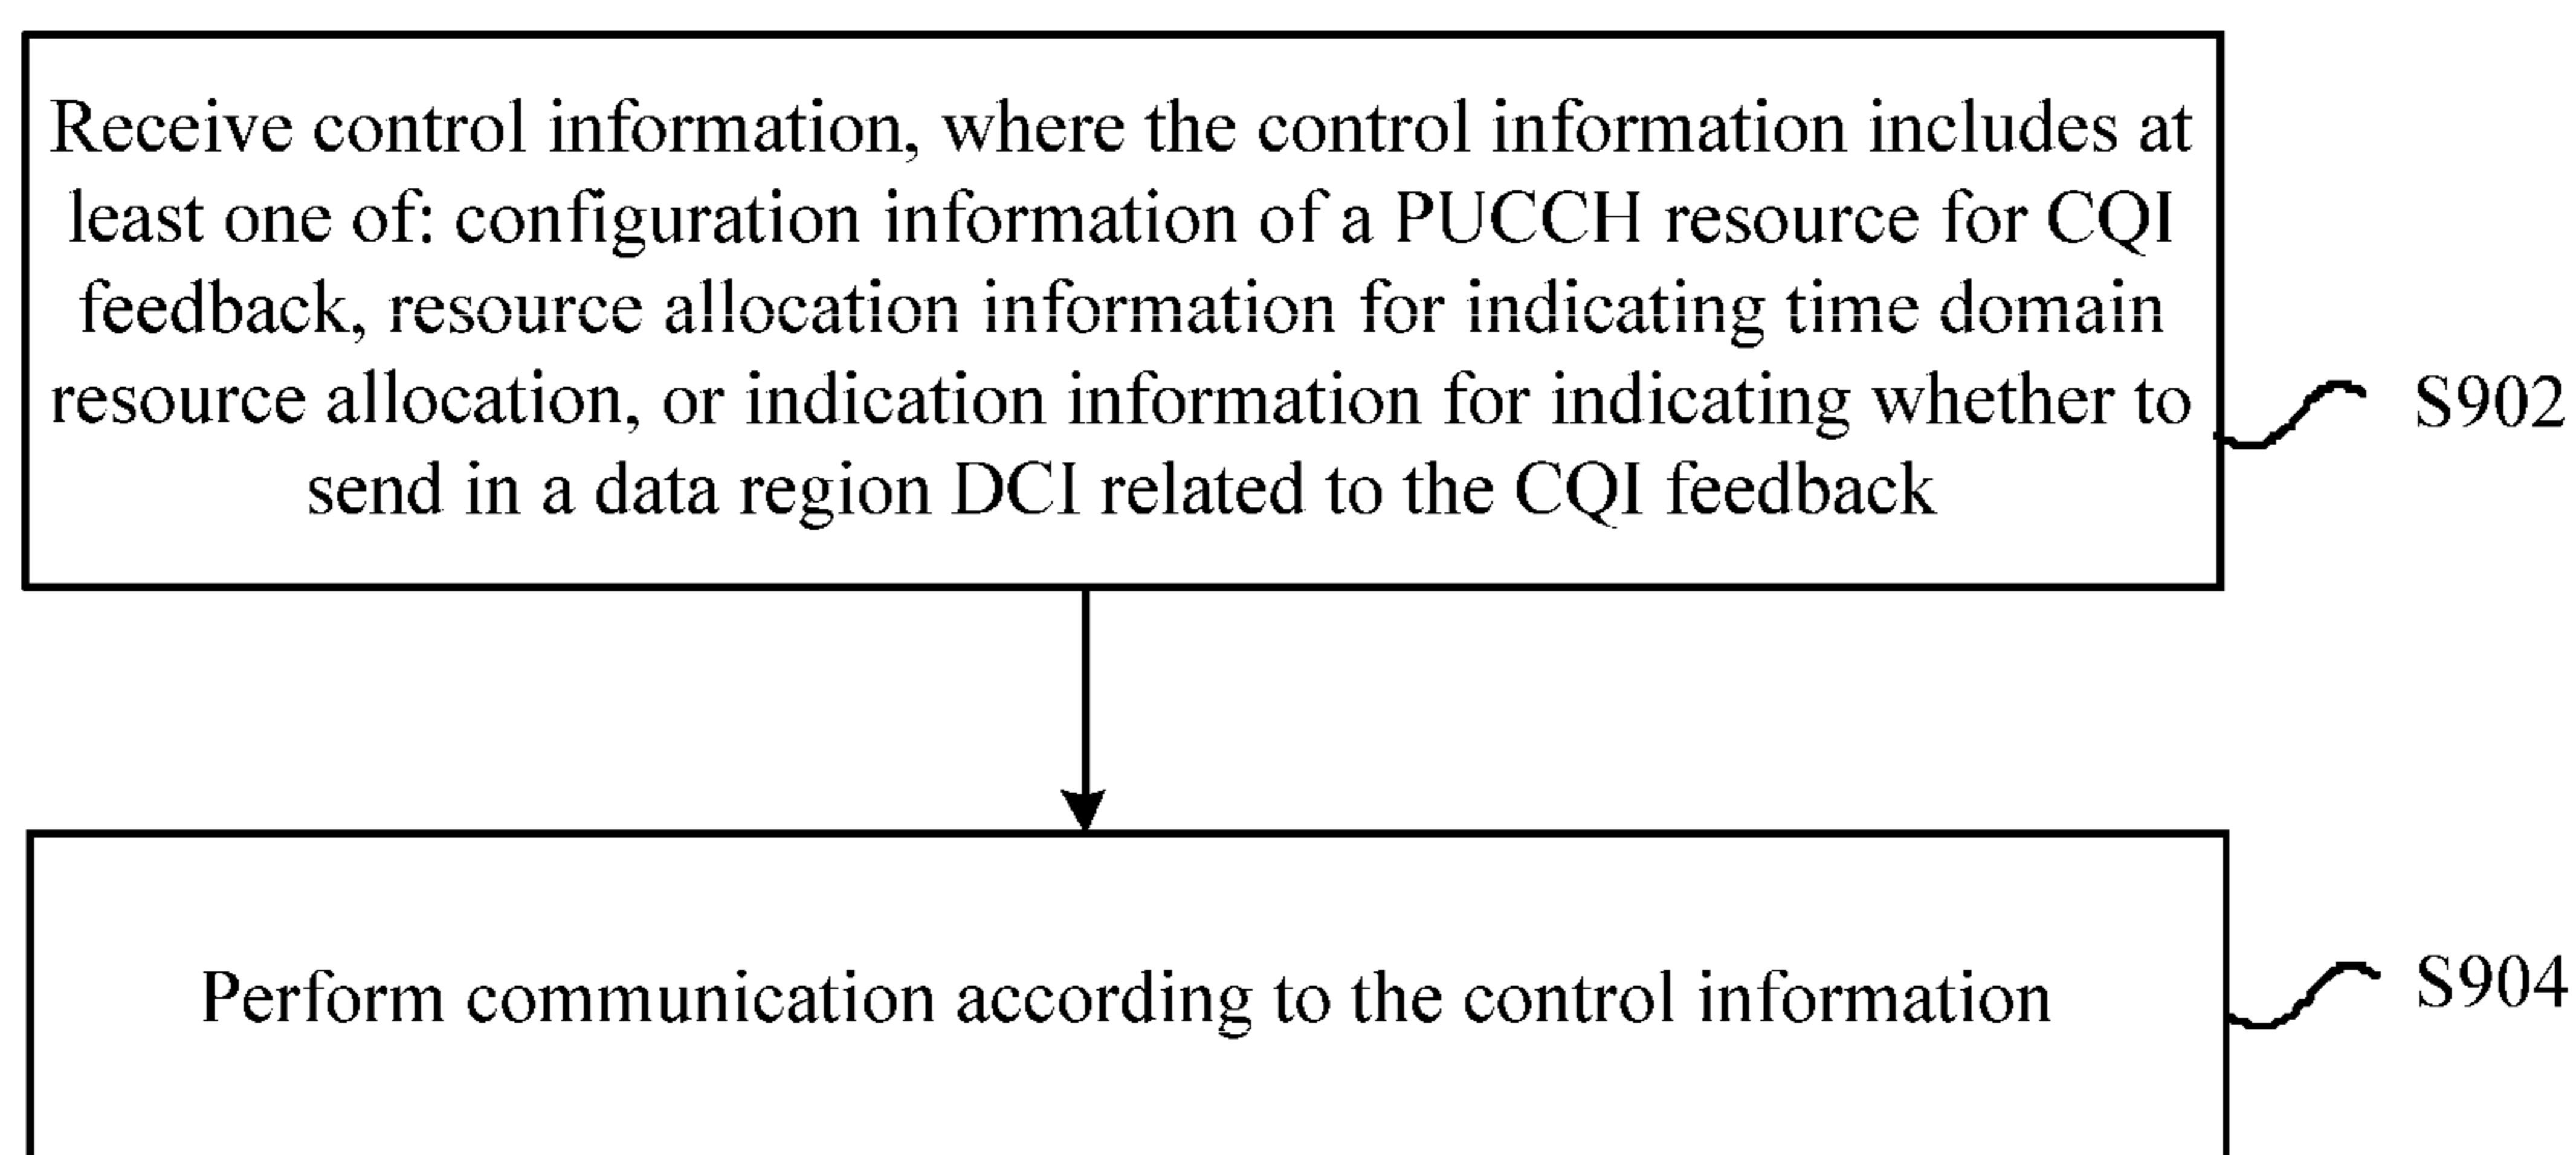 Receive control information, where the control information includes at
least one of: configuration information of a PUCCH resource for CQI
feedback, resource allocation information for indicating time domain
resource allocation, or indication information for indicating whether to
send in a data region DCI related to the CQI feedback
S902
Perform communication according to the control information
S904